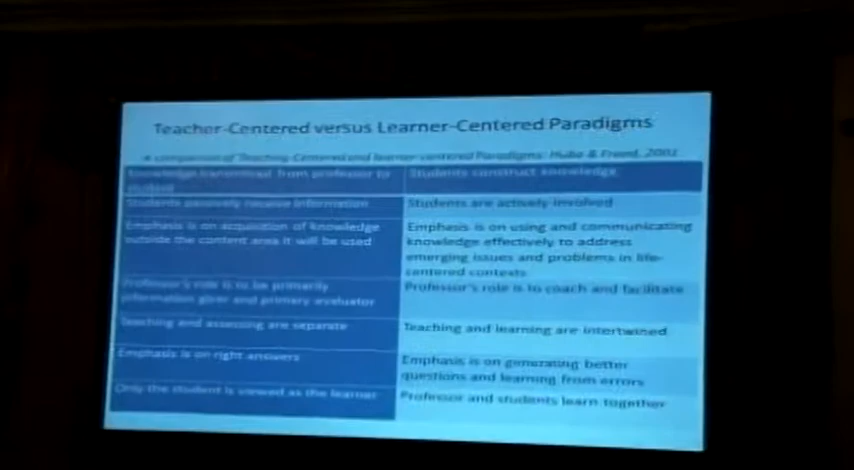 Teacher-Centered versus Learner-Centered Paradigms
A comparison of Teaching-Centered and learner-centered Paradigms: Huba & Freed, 2001
Knowledge transmitted from professor to
student
Students construct knowledge
Students passively receive information
Students are actively involved
Emphasis is on acquisition of knowledge
outside the content area it will be used
Emphasis is on using and communicating
knowledge effectively to address
emerging issues and problems in life-
centered contexts
Professor's role is to be primarily
information giver and primary evaluator
Professor's role is to coach and facilitate
Teaching and assessing are separate
Teaching and learning are intertwined
Emphasis is on right answers
Emphasis is on generating better
questions and learning from errors
Only the student is viewed as the learner
Professor and students learn together